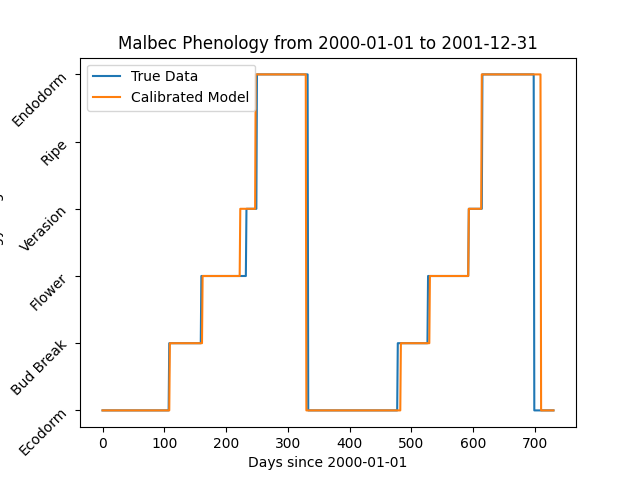 Malbec Phenology from 2000-01-01 to 2001-12-31
True Data
Calibrated Model
Endodorm
Ripe
Verasion
Flower
Bud Break
Ecodorm
0 100 200 300 400 500 600 700
Days since 2000-01-01